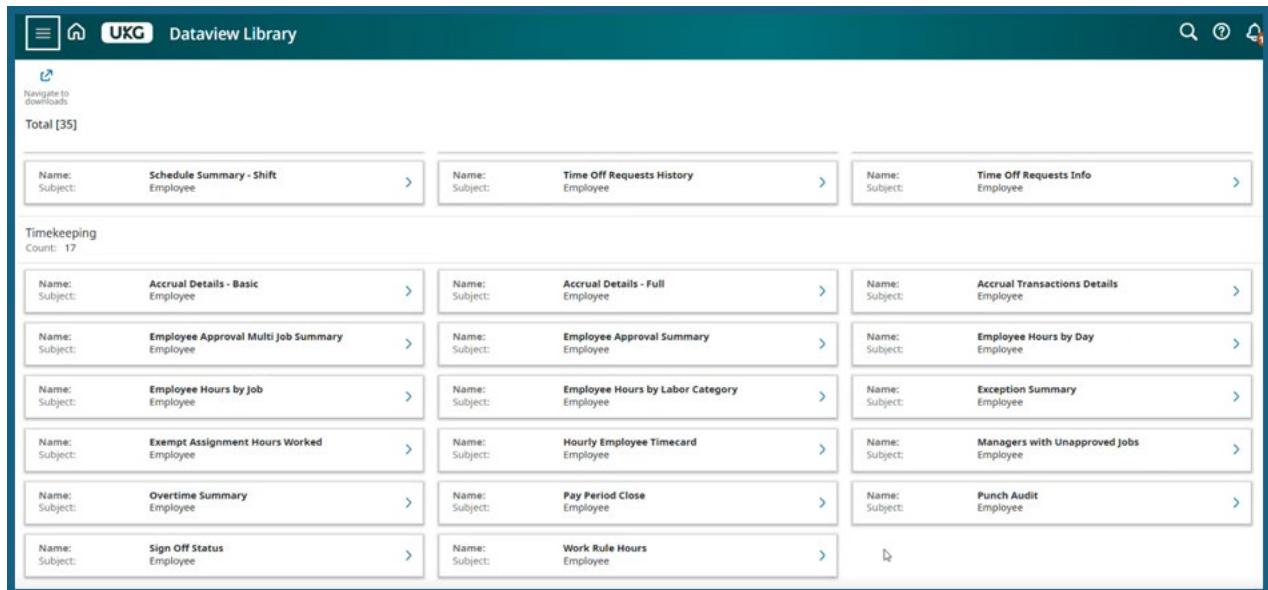 UKG Dataview Library
Navigate to
downloads
Total [35]
Name: Schedule Summary - Shift
Subject: Employee
Name: Time Off Requests History
Subject: Employee
Name: Time Off Requests Info
Subject: Employee
Timekeeping
Count: 17
Name: Accrual Details - Basic
Subject: Employee
Name: Accrual Details - Full
Subject: Employee
Name: Accrual Transactions Details
Subject: Employee
Name: Employee Approval Multi Job Summary
Subject: Employee
Name: Employee Approval Summary
Subject: Employee
Name: Employee Hours by Day
Subject: Employee
Name: Employee Hours by Job
Subject: Employee
Name: Employee Hours by Labor Category
Subject: Employee
Name: Exception Summary
Subject: Employee
Name: Exempt Assignment Hours Worked
Subject: Employee
Name: Hourly Employee Timecard
Subject: Employee
Name: Managers with Unapproved Jobs
Subject: Employee
Name: Overtime Summary
Subject: Employee
Name: Pay Period Close
Subject: Employee
Name: Punch Audit
Subject: Employee
Name: Sign Off Status
Subject: Employee
Name: Work Rule Hours
Subject: Employee